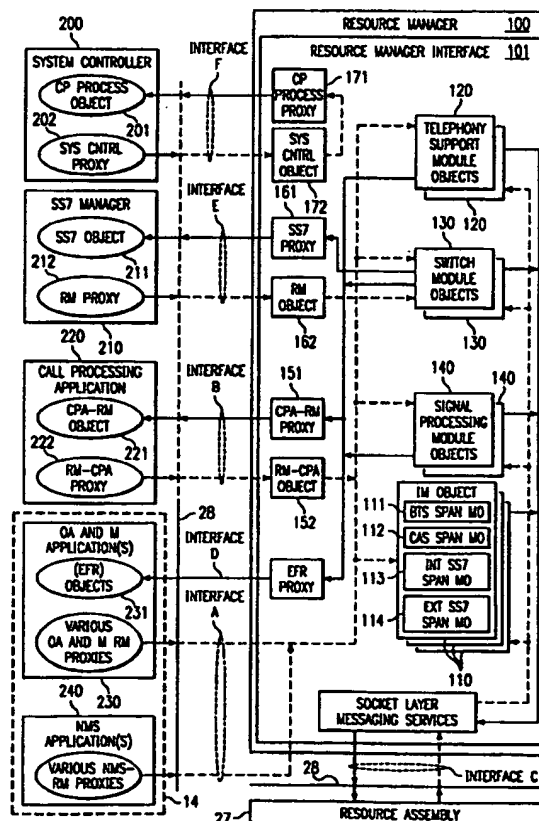 200
SYSTEM CONTROLLER
CP PROCESS
OBJECT
202
201
SYS CNTRL
PROXY
SS7 MANAGER
SS7 OBJECT
212
211
RM PROXY
220
210
CALL PROCESSING
APPLICATION
CPA-RM
OBJECT
222
221
RM-CPA
PROXY
OA AND M
APPLICATION(S)
(EFR)
OBJECTS
231
VARIOUS
OA AND M RM
PROXIES
240
230
NMS
APPLICATION(S)
VARIOUS NMS-
RM PROXIES
14
INTERFACE
F
INTERFACE
E
INTERFACE
B
28
INTERFACE
D
INTERFACE
A
RESOURCE MANAGER
100
RESOURCE MANAGER INTERFACE
101
171
CP
PROCESS
PROXY
SYS
CNTRL
OBJECT
161
172
SS7
PROXY
RM
OBJECT
162
151
CPA-RM
PROXY
RM-CPA
OBJECT
152
EFR
PROXY
120
TELEPHONY
SUPPORT
MODULE
OBJECTS
120
130
SWITCH
MODULE
OBJECTS
130
140
140
SIGNAL
PROCESSING
MODULE
OBJECTS
IM OBJECT
111
BTS SPAN MO
112
CAS SPAN MO
113
INT SS7
SPAN MO
114
EXT SS7
SPAN MO
110
SOCKET LAYER
MESSAGING SERVICES
28
INTERFACE C
27
RESOURCE ASSEMBLY